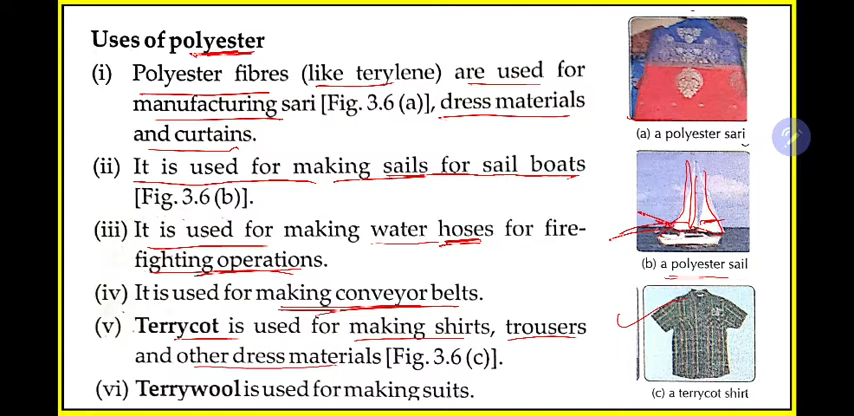 Uses of polyester
(i) Polyester fibres (like terylene) are used for
manufacturing sari [Fig. 3.6 (a)], dress materials
and curtains.
(ii) It is used for making sails for sail boats
[Fig. 3.6 (b)].
(iii) It is used for making water hoses for fire-
fighting operations.
(iv) It is used for making conveyor belts.
(v) Terrycot is used for making shirts, trousers
and other dress materials [Fig. 3.6 (c)].
(vi) Terrywool is used for making suits.
(a) a polyester sari
(b) a polyester sail
(c) a terrycot shirt